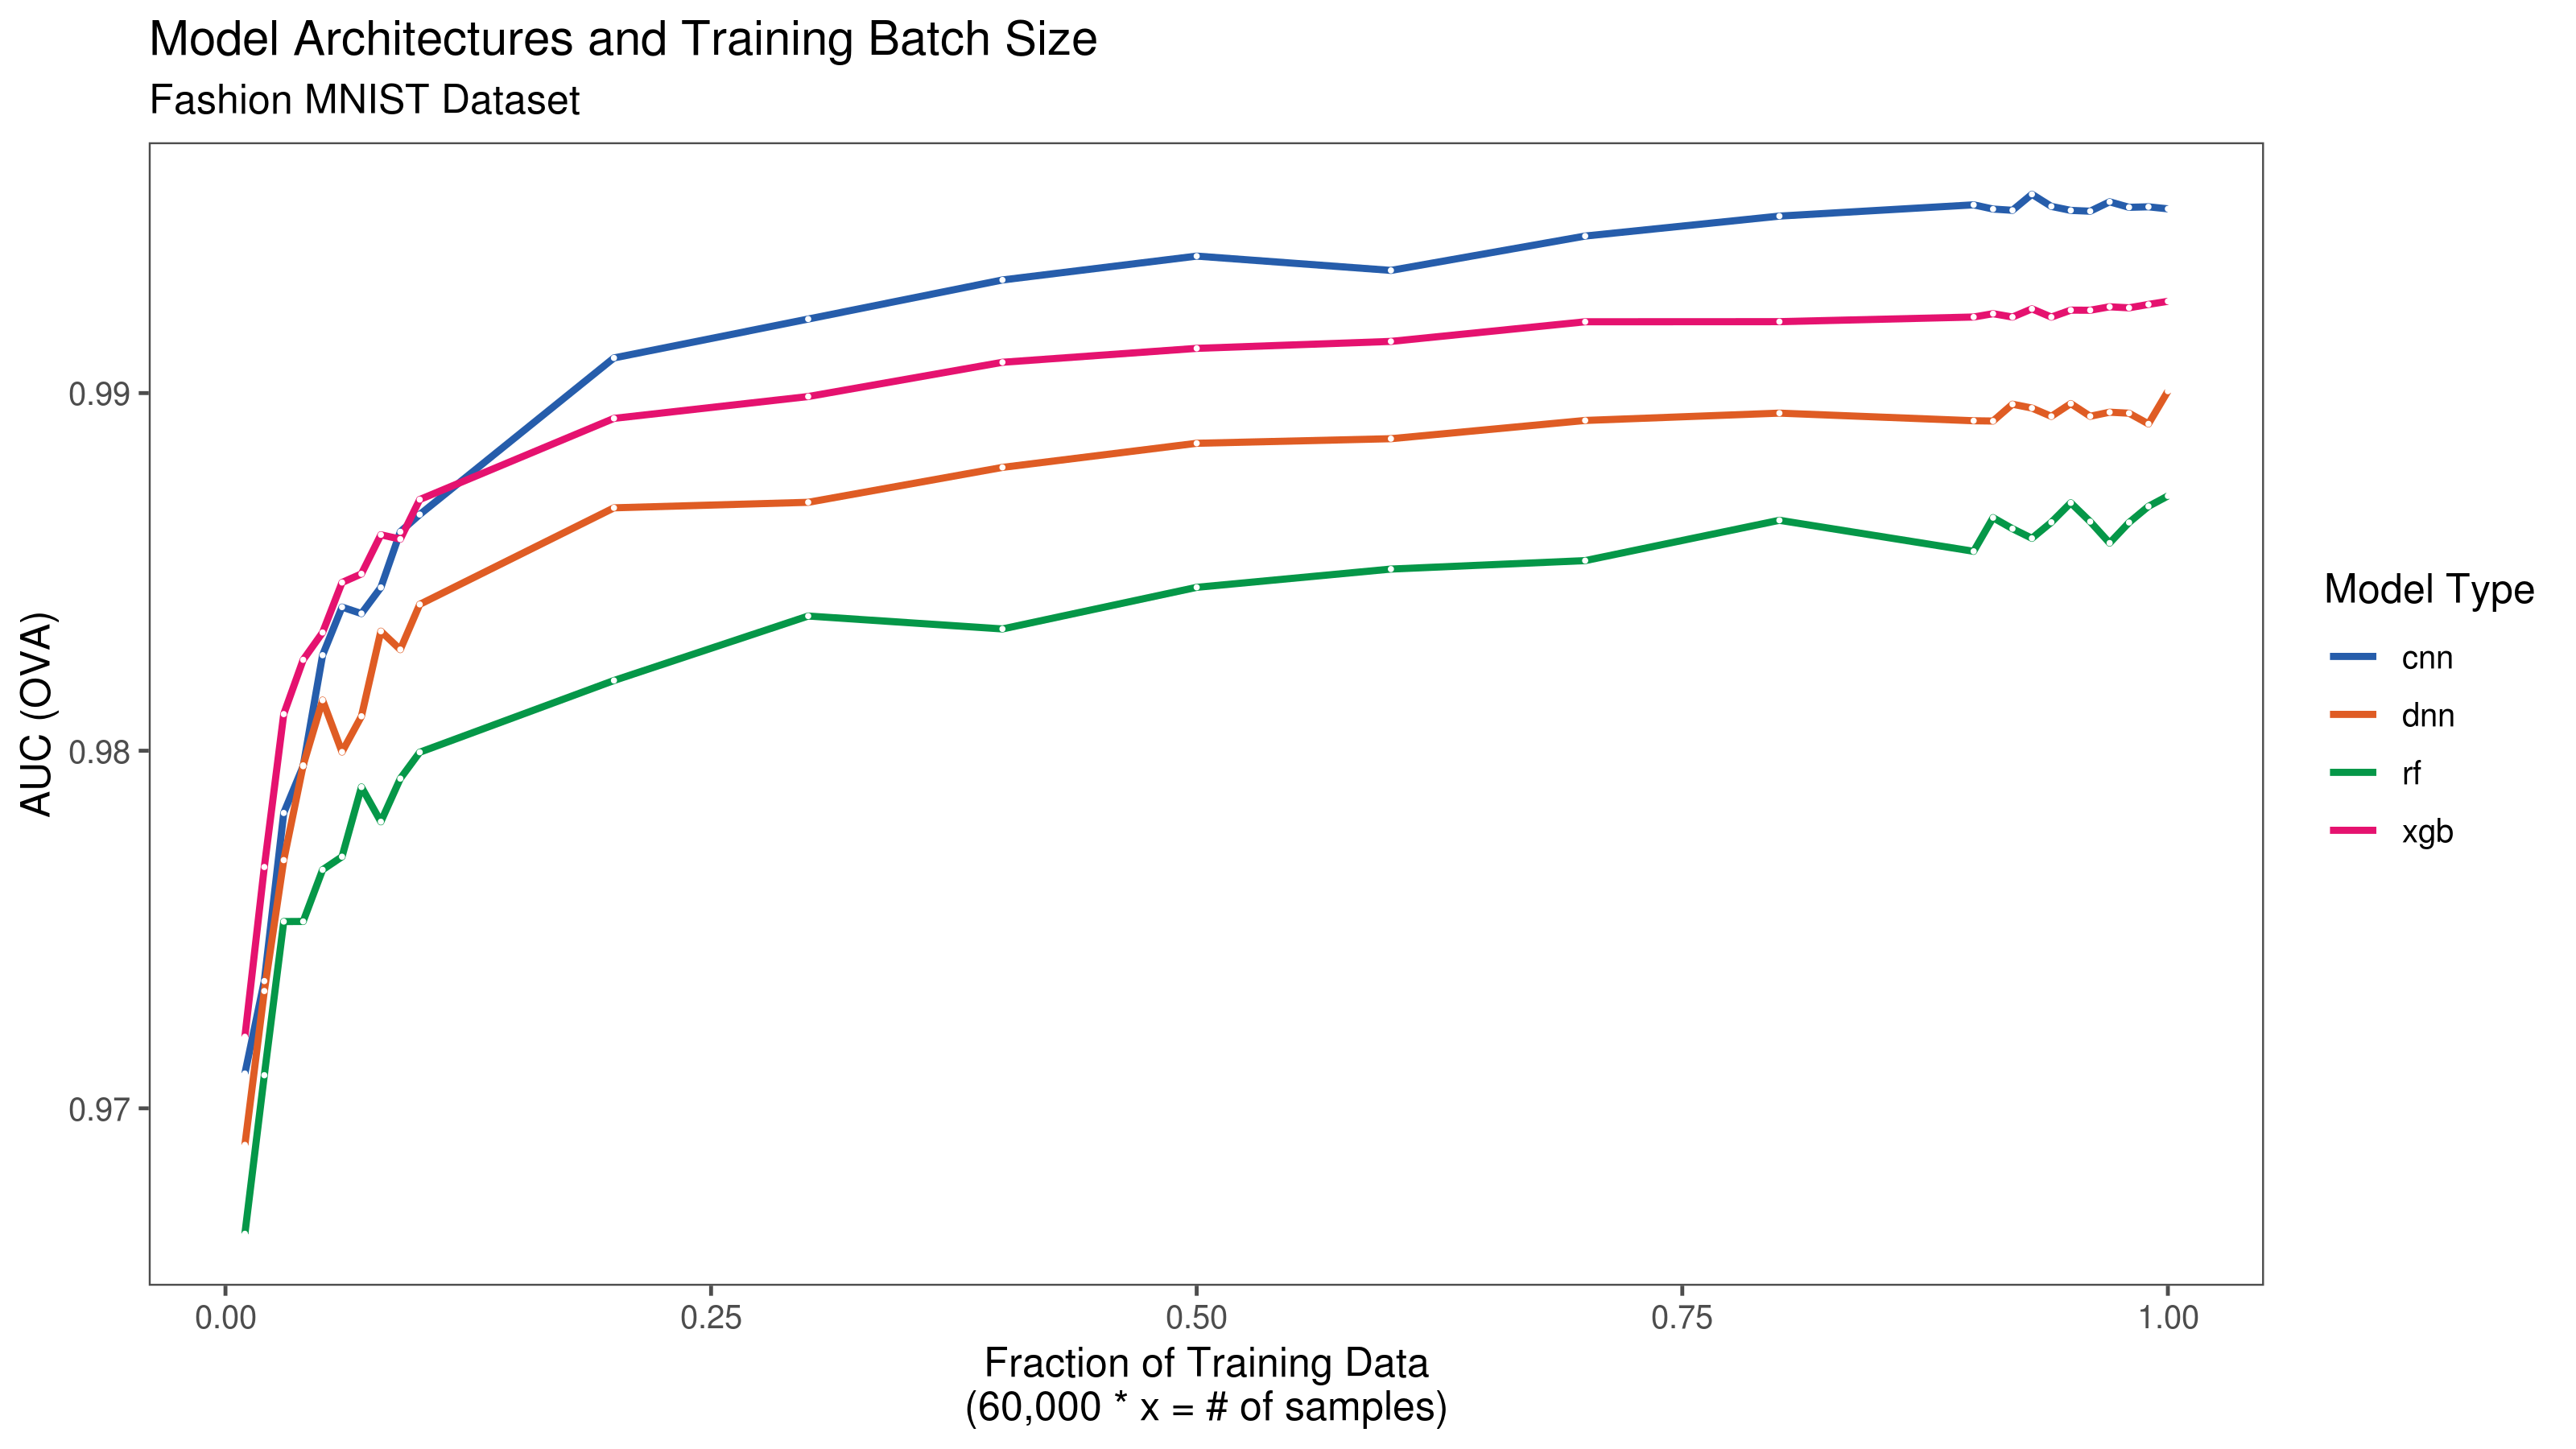 Model Architectures and Training Batch Size
Fashion MNIST Dataset
0.99
0.98
0.97
AUC (OVA)
0.00 0.25 0.50 0.75 1.00
Fraction of Training Data
(60,000 * x = # of samples)
Model Type
cnn
dnn
rf
xgb